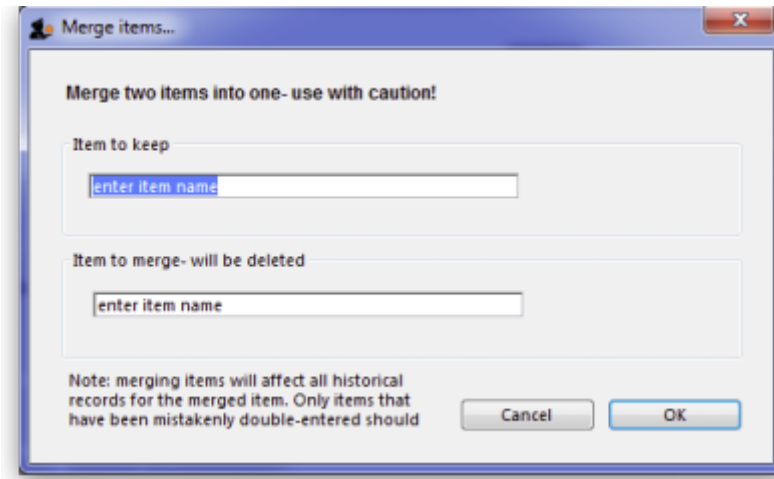 Merge items...
Merge two items into one- use with caution!
Item to keep
enter item name
Item to merge- will be deleted
enter item name
Note: merging items will affect all historical
records for the merged item. Only items that
have been mistakenly double-entered should
Cancel
OK